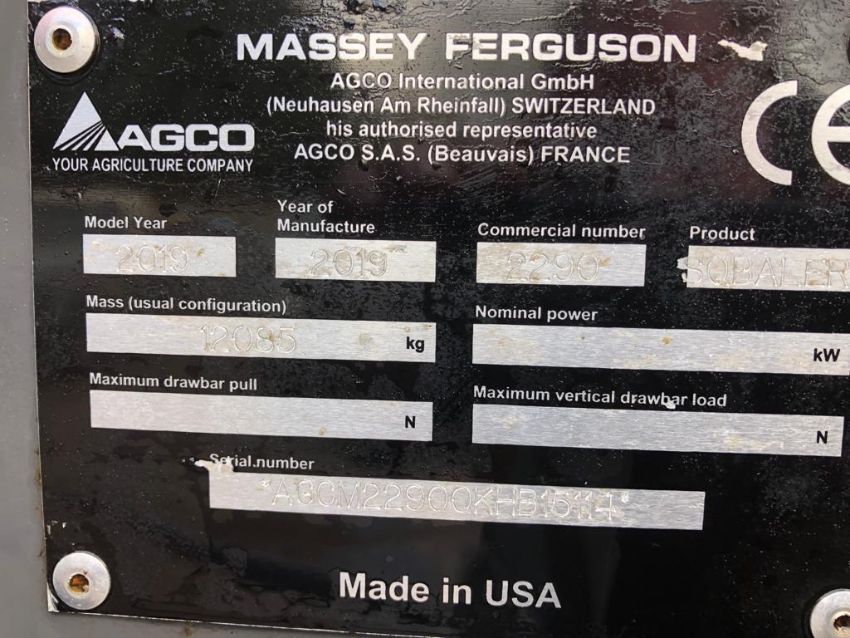 MASSEY FERGUSON
AGCO International GmbH
(Neuhausen Am Rheinfall) SWITZERLAND
his authorised representative
AGCO S.A.S. (Beauvais) FRANCE
AGCO
YOUR AGRICULTURE COMPANY
CE
Model Year
2019
Year of
Manufacture
2019
Commercial number
2290
Product
SQBALER
Mass (usual configuration)
12085 kg
Nominal power
kW
Maximum drawbar pull
N
Maximum vertical drawbar load
N
Serial.number
*AGCM22900KHB15114*
Made in USA